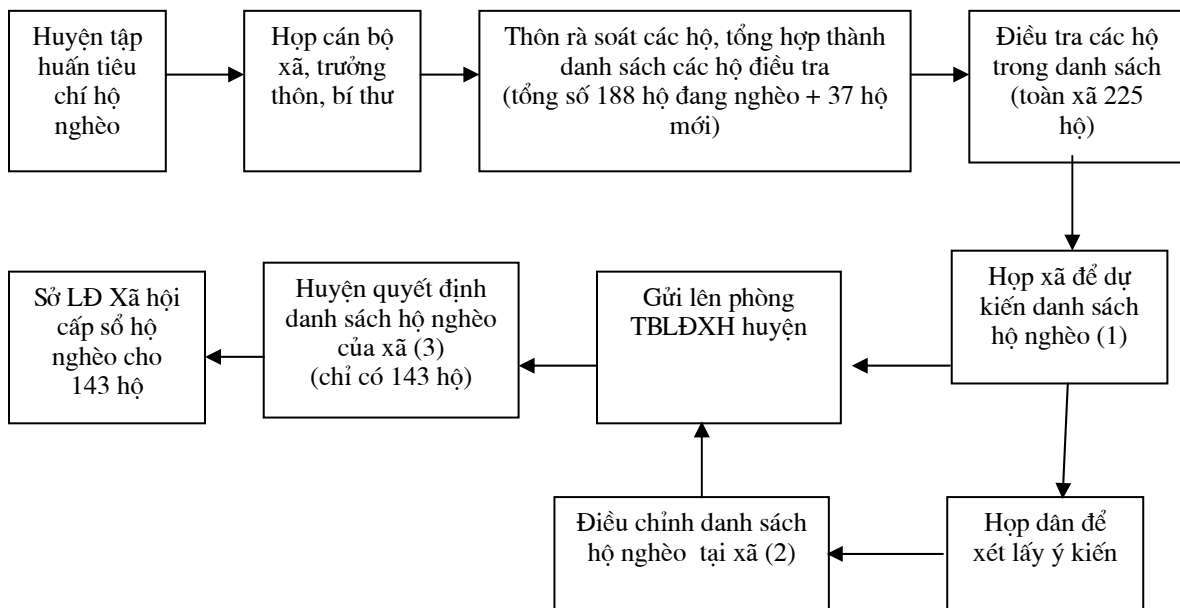 Huyện tập
huấn tiêu
chí hộ
nghèo
Họp cán bộ
xã, trưởng
thôn, bí thư
Thôn rà soát các hộ, tổng hợp thành
danh sách các hộ điều tra
(tổng số 188 hộ đang nghèo + 37 hộ
mới)
Điều tra các hộ
trong danh sách
(toàn xã 225
hộ)
Họp xã để dự
kiến danh sách
hộ nghèo (1)
Gửi lên phòng
TBLĐXH huyện
Huyện quyết định
danh sách hộ nghèo
của xã (3)
(chỉ có 143 hộ)
Sở LĐ Xã hội
cấp sổ hộ
nghèo cho
143 hộ
Họp dân để
xét lấy ý kiến
Điều chỉnh danh sách
hộ nghèo tại xã (2)